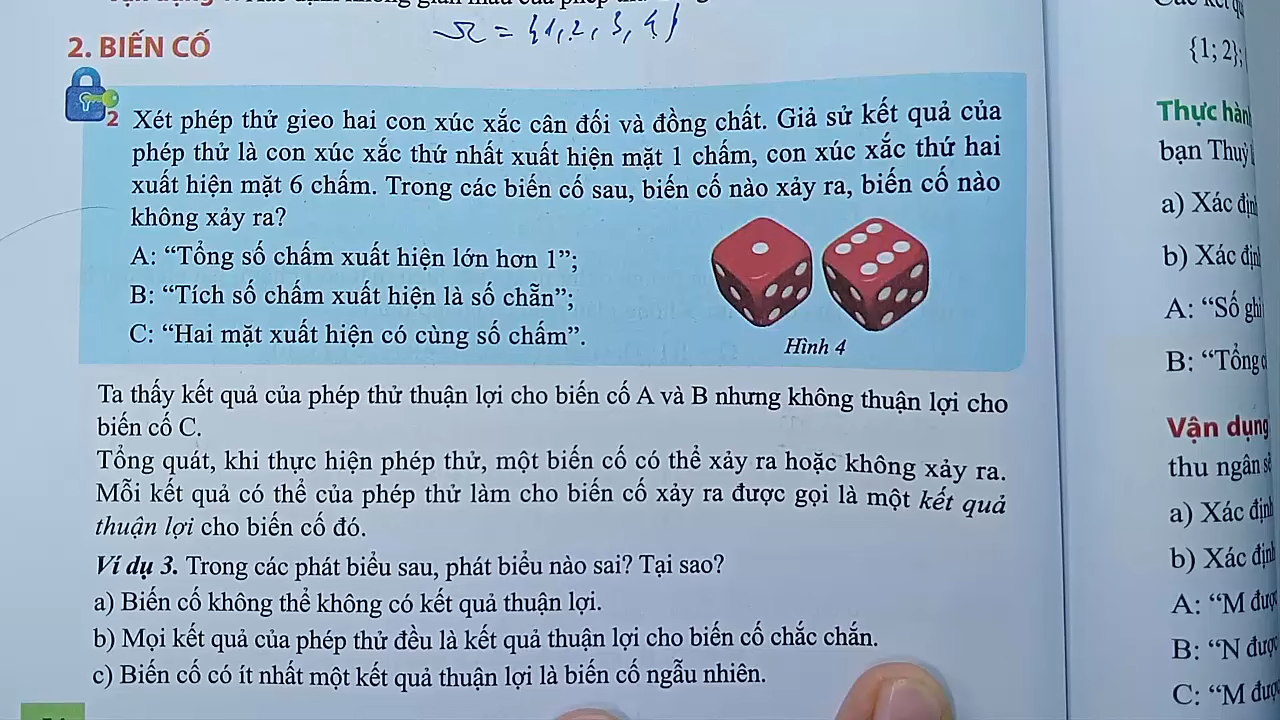 Ω = {1, 2, 3, 4}
2. BIẾN CỐ
2 Xét phép thử gieo hai con xúc xắc cân đối và đồng chất. Giả sử kết quả của
phép thử là con xúc xắc thứ nhất xuất hiện mặt 1 chấm, con xúc xắc thứ hai
xuất hiện mặt 6 chấm. Trong các biến cố sau, biến cố nào xảy ra, biến cố nào
không xảy ra?
A: “Tổng số chấm xuất hiện lớn hơn 1”;
B: “Tích số chấm xuất hiện là số chẵn”;
C: “Hai mặt xuất hiện có cùng số chấm”.
Hình 4
Ta thấy kết quả của phép thử thuận lợi cho biến cố A và B nhưng không thuận lợi cho
biến cố C.
Tổng quát, khi thực hiện phép thử, một biến cố có thể xảy ra hoặc không xảy ra.
Mỗi kết quả có thể của phép thử làm cho biến cố xảy ra được gọi là một kết quả
thuận lợi cho biến cố đó.
Ví dụ 3. Trong các phát biểu sau, phát biểu nào sai? Tại sao?
a) Biến cố không thể không có kết quả thuận lợi.
b) Mọi kết quả của phép thử đều là kết quả thuận lợi cho biến cố chắc chắn.
c) Biến cố có ít nhất một kết quả thuận lợi là biến cố ngẫu nhiên.
{1; 2};
Thực hành
bạn Thuỷ
a) Xác định
b) Xác định
A: “Số ghi
B: “Tổng
Vận dụng
thu ngân
a) Xác định
b) Xác định
A: “M được
B: “N được
C: “M được